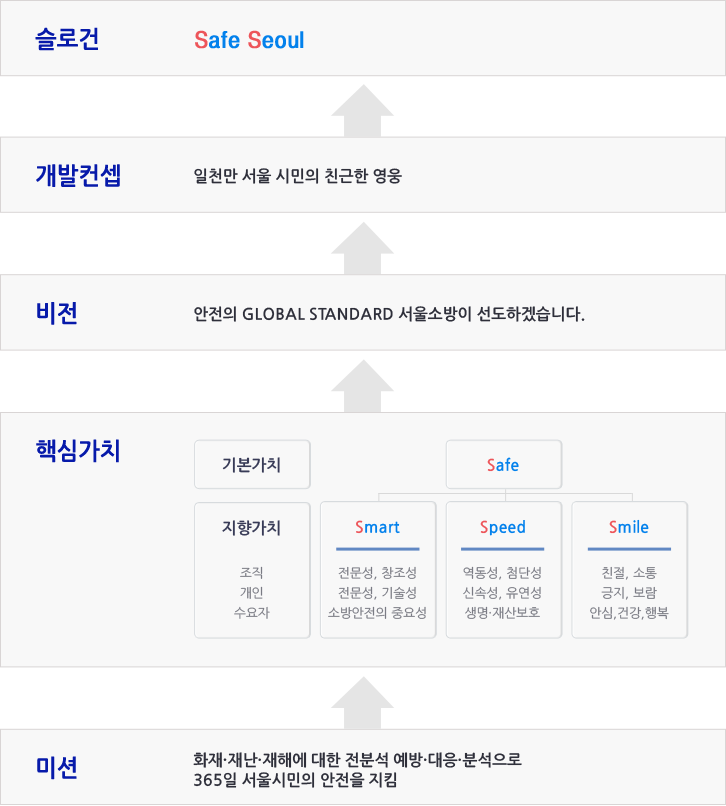 슬로건
Safe Seoul
개발컨셉
일천만 서울 시민의 친근한 영웅
비전
안전의 GLOBAL STANDARD 서울소방이 선도하겠습니다.
핵심가치
기본가치
Safe
지향가치
조직
개인
수요자
Smart
전문성, 창조성
전문성, 기술성
소방안전의 중요성
Speed
역동성, 첨단성
신속성, 유연성
생명·재산보호
Smile
친절, 소통
긍지, 보람
안심,건강,행복
미션
화재·재난·재해에 대한 전분석 예방·대응·분석으로
365일 서울시민의 안전을 지킴